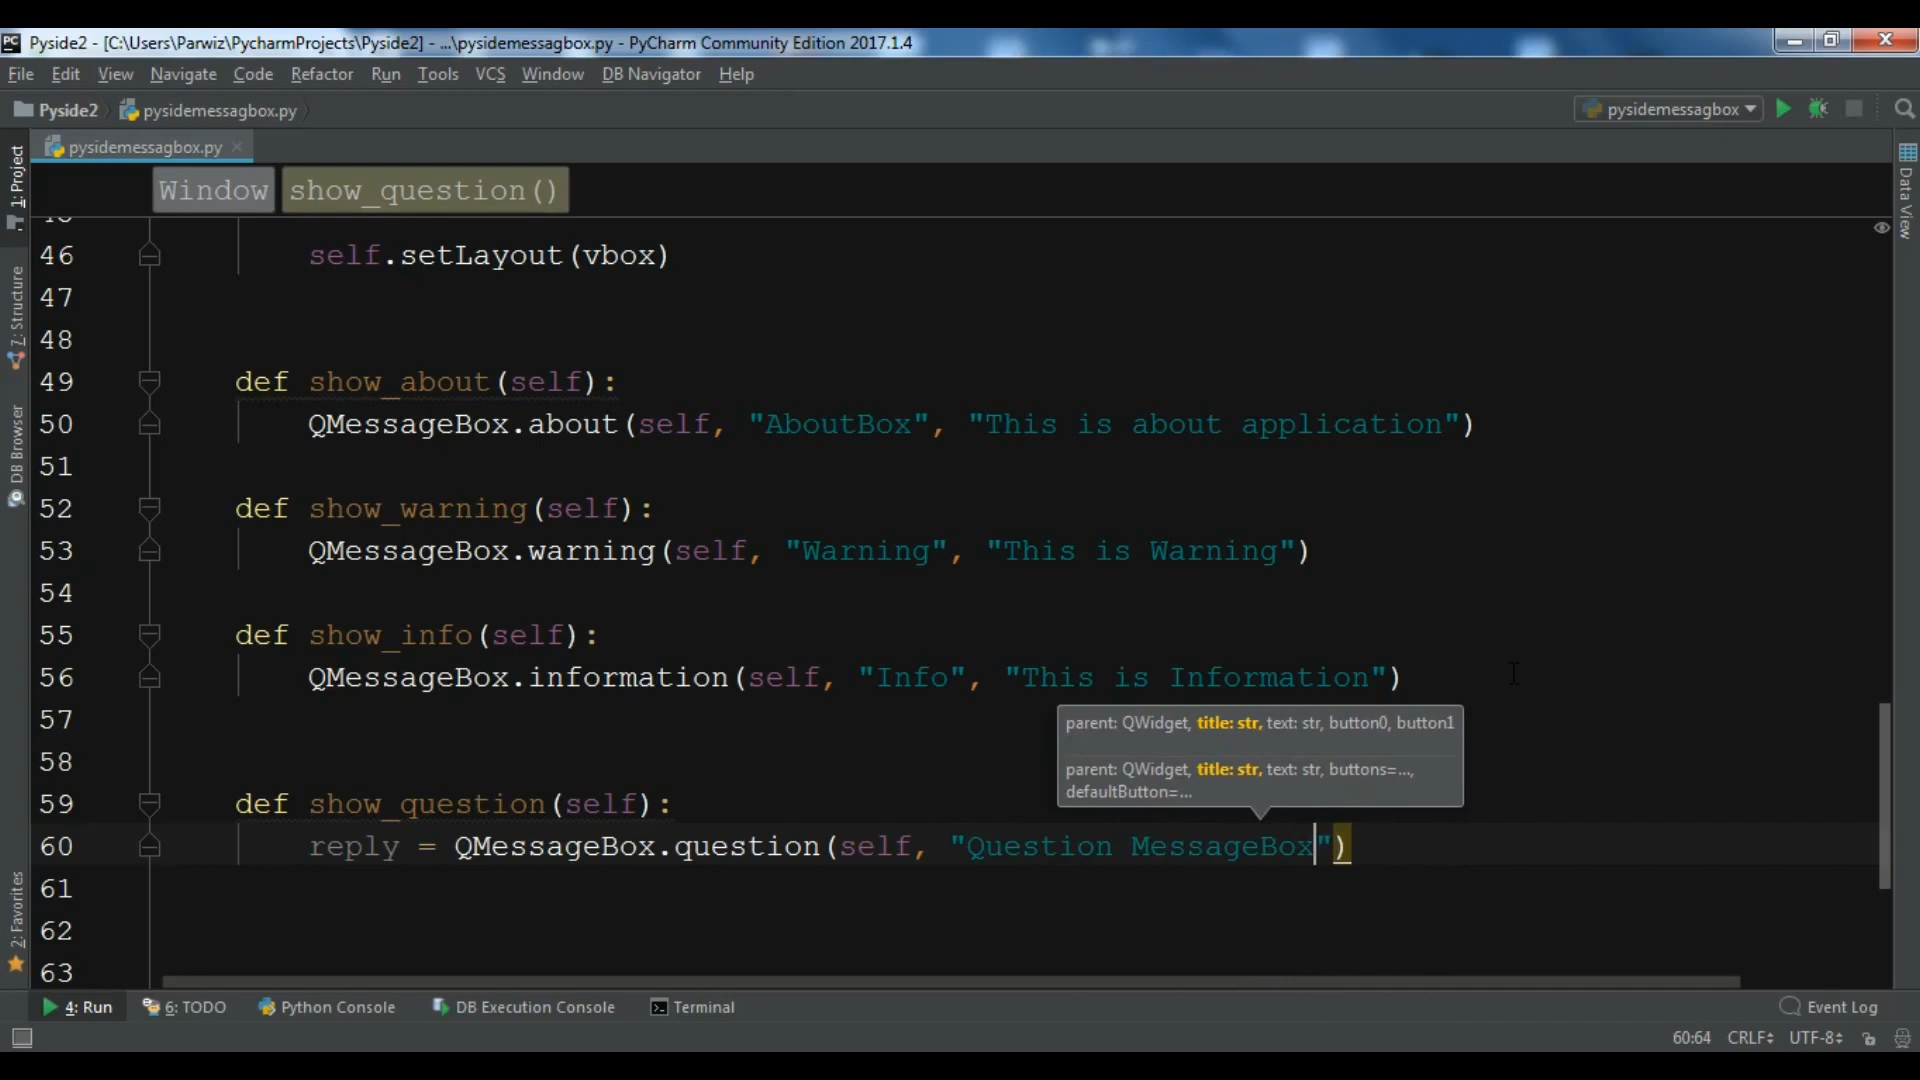 Pyside2 - [C:\Users\Parwiz\PycharmProjects\Pyside2] - ...\pysidemessagbox.py - PyCharm Community Edition 2017.1.4
File Edit View Navigate Code Refactor Run Tools VCS Window DB Navigator Help
Pyside2 pysidemessagbox.py pysidemessagbox
pysidemessagbox.py
Window show_question()
1: Project
7: Structure
DB Browser
2: Favorites
Data View
46 self.setLayout(vbox)
47
48
49 def show_about(self):
50 QMessageBox.about(self, "AboutBox", "This is about application")
51
52 def show_warning(self):
53 QMessageBox.warning(self, "Warning", "This is Warning")
54
55 def show_info(self):
56 QMessageBox.information(self, "Info", "This is Information")
57
parent: QWidget, title: str, text: str, button0, button1
58
parent: QWidget, title: str, text: str, buttons=...,
defaultButton=...
59 def show_question(self):
60 reply = QMessageBox.question(self, "Question MessageBox")
61
62
63
4: Run 6: TODO Python Console DB Execution Console Terminal Event Log
60:64 CRLF UTF-8